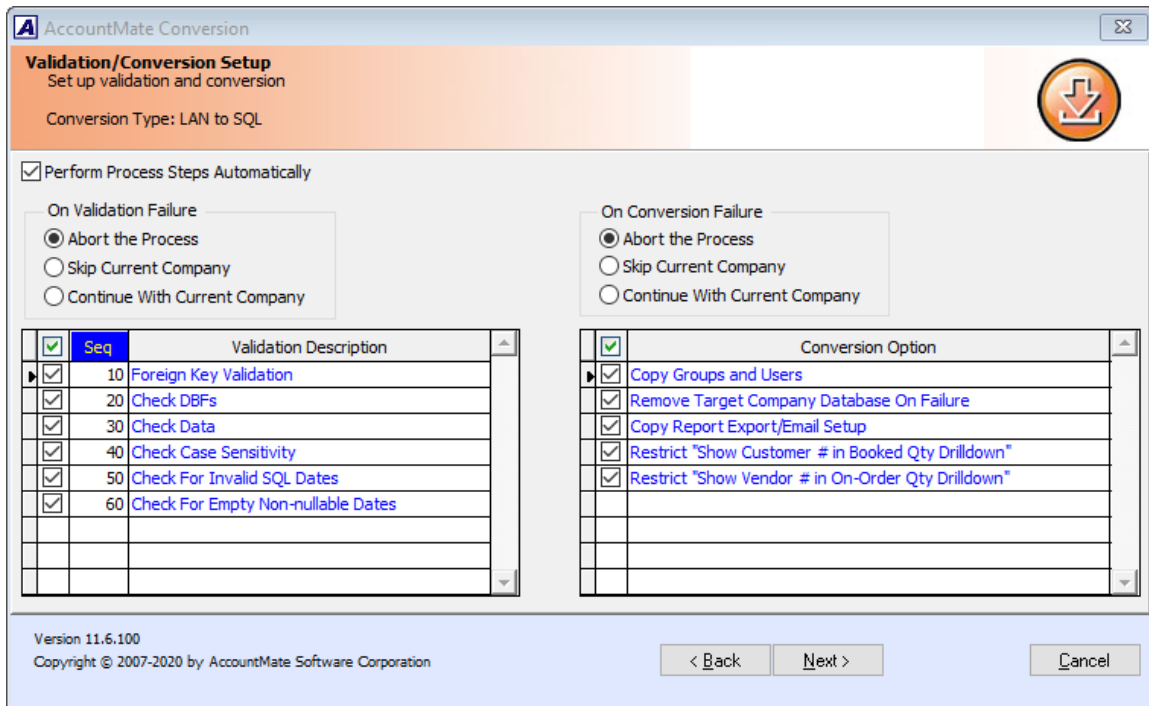 AccountMate Conversion
Validation/Conversion Setup
Set up validation and conversion
Conversion Type: LAN to SQL
Perform Process Steps Automatically
On Validation Failure
Abort the Process
Skip Current Company
Continue With Current Company
On Conversion Failure
Abort the Process
Skip Current Company
Continue With Current Company
Seq Validation Description
10 Foreign Key Validation
20 Check DBFs
30 Check Data
40 Check Case Sensitivity
50 Check For Invalid SQL Dates
60 Check For Empty Non-nullable Dates
Conversion Option
Copy Groups and Users
Remove Target Company Database On Failure
Copy Report Export/Email Setup
Restrict "Show Customer # in Booked Qty Drilldown"
Restrict "Show Vendor # in On-Order Qty Drilldown"
Version 11.6.100
Copyright © 2007-2020 by AccountMate Software Corporation
< Back Next > Cancel